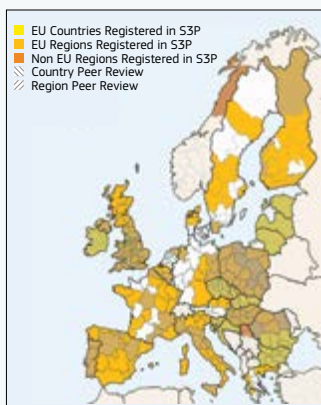 EU Countries Registered in S3P
EU Regions Registered in S3P
Non EU Regions Registered in S3P
Country Peer Review
Region Peer Review